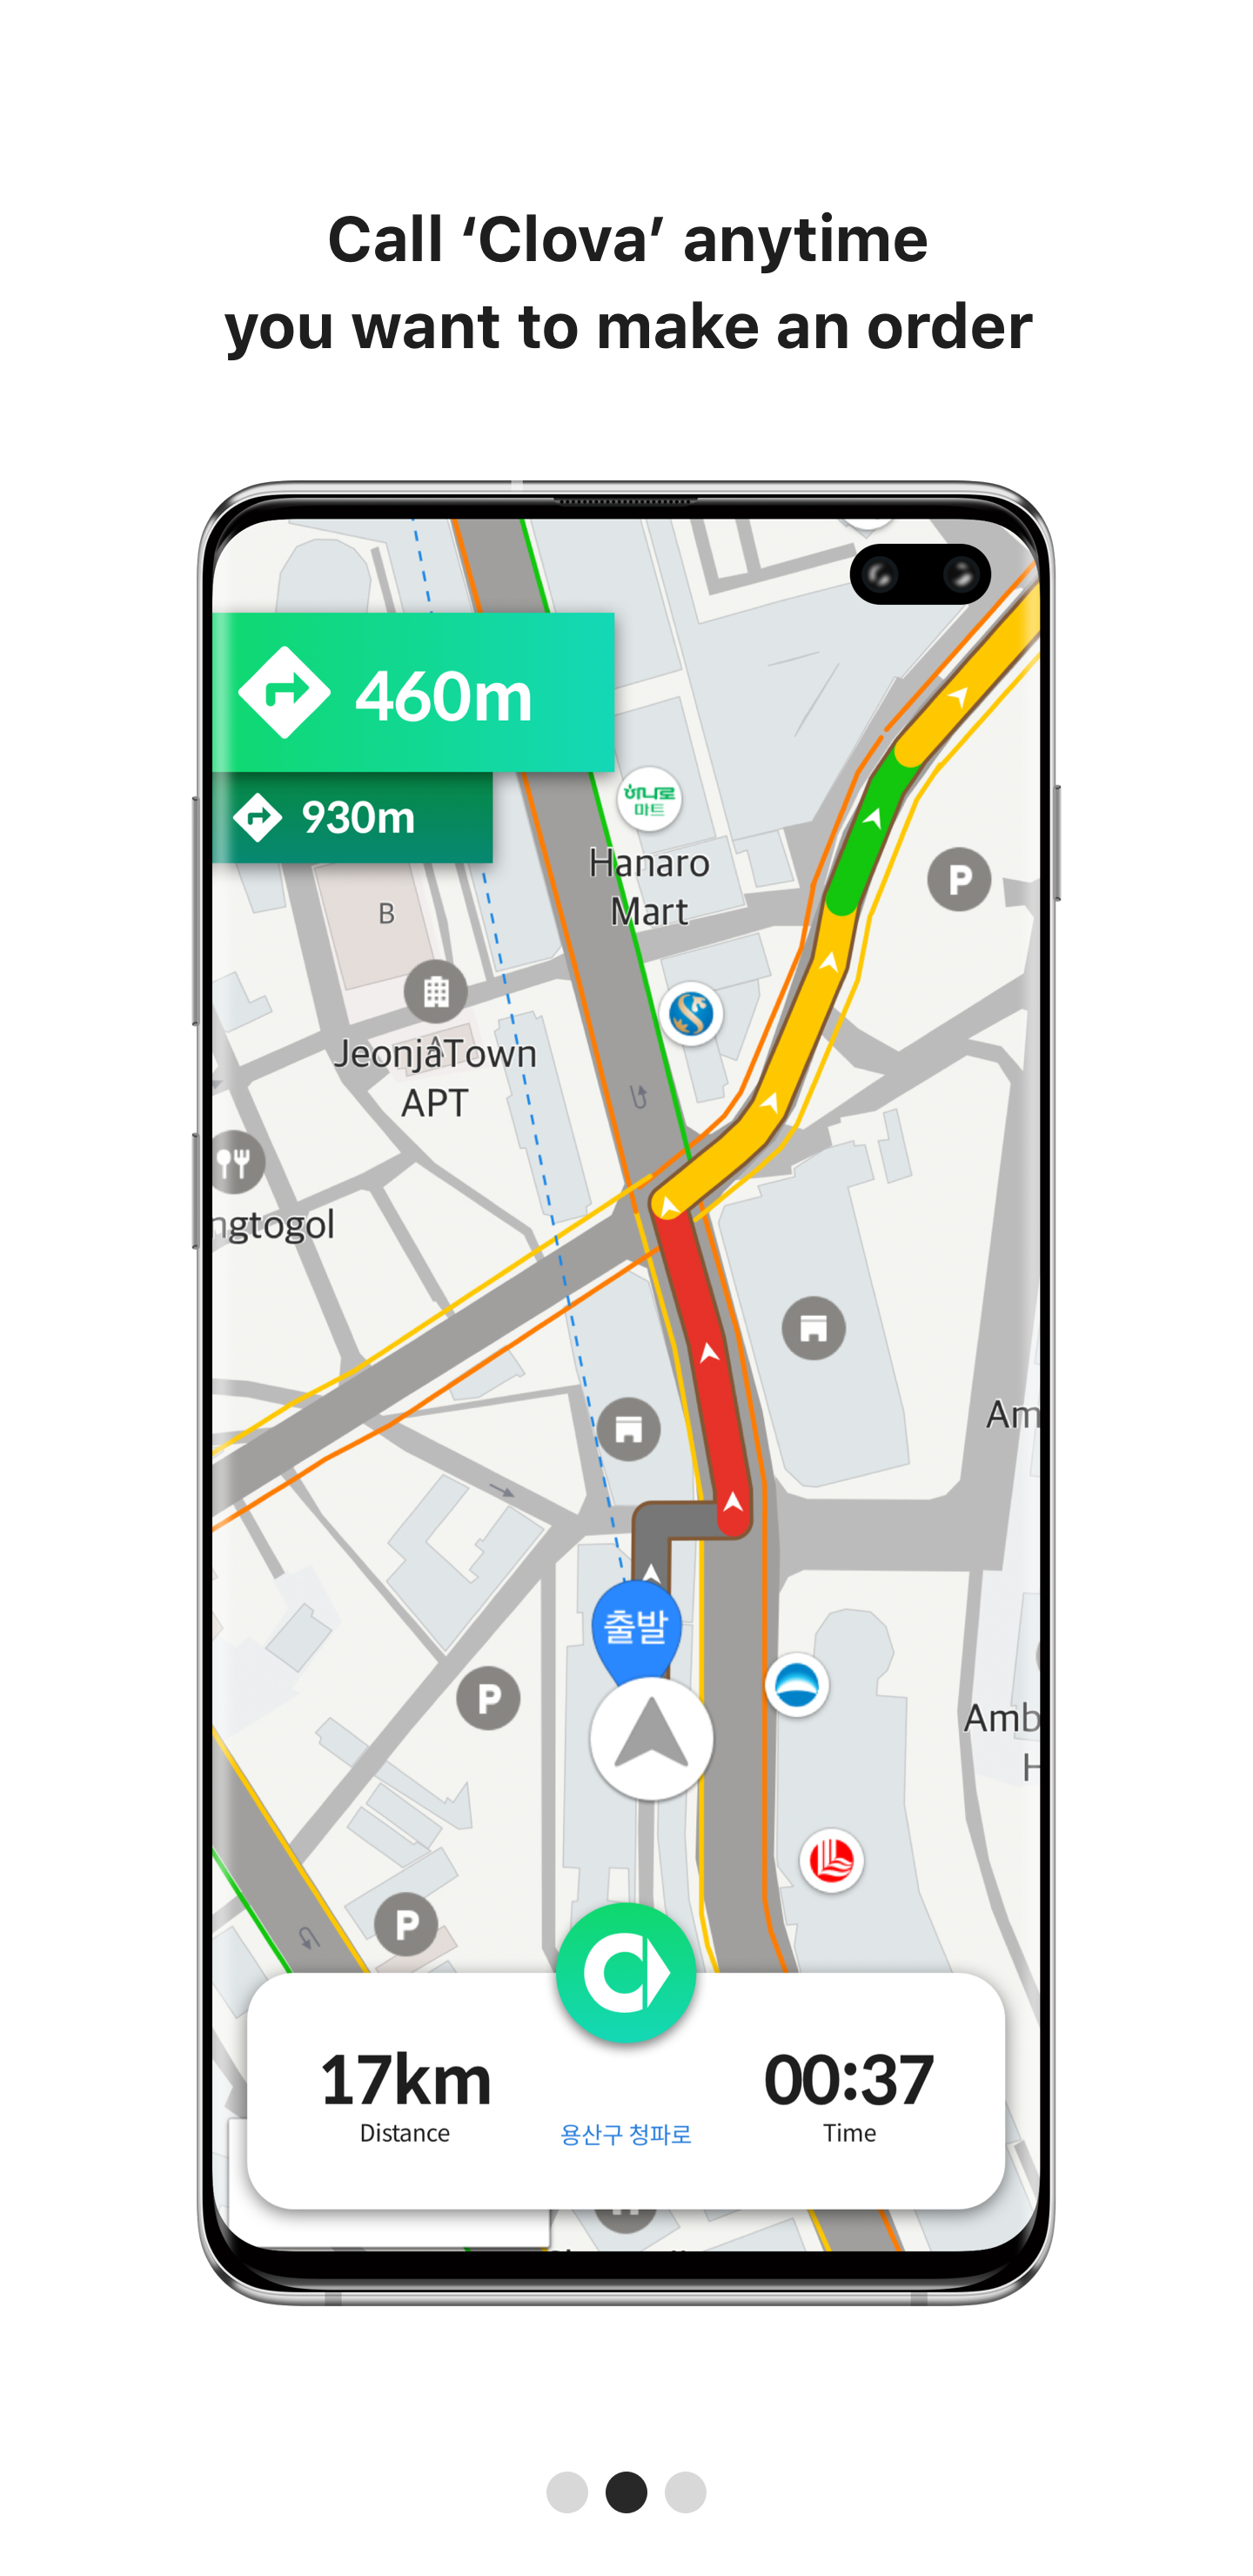 Call ‘Clova’ anytime
you want to make an order
460m
930m
하나로
마트
Hanaro
Mart
B
P
A
JeonjaTown
APT
ngtogol
Am
출발
P
Amb
H
P
17km
00:37
Distance
용산구 청파로
Time